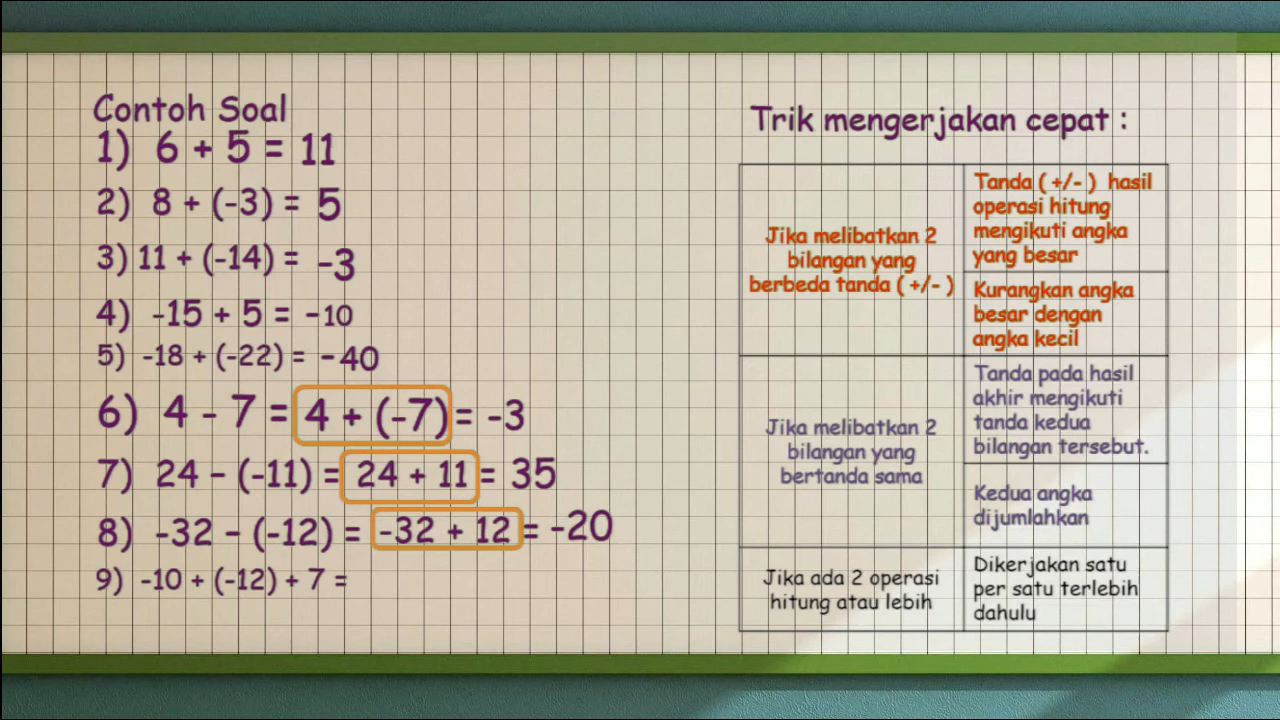 Contoh Soal
1) 6 + 5 = 11
2) 8 + (-3) = 5
3) 11 + (-14) = -3
4) -15 + 5 = -10
5) -18 + (-22) = -40
6) 4 - 7 = 4 + (-7) = -3
7) 24 - (-11) = 24 + 11 = 35
8) -32 - (-12) = -32 + 12 = -20
9) -10 + (-12) + 7 =
Trik mengerjakan cepat :
Jika melibatkan 2
bilangan yang
berbeda tanda ( +/- )
Tanda ( +/- ) hasil
operasi hitung
mengikuti angka
yang besar
Kurangkan angka
besar dengan
angka kecil
Jika melibatkan 2
bilangan yang
bertanda sama
Tanda pada hasil
akhir mengikuti
tanda kedua
bilangan tersebut.
Kedua angka
dijumlahkan
Jika ada 2 operasi
hitung atau lebih
Dikerjakan satu
per satu terlebih
dahulu